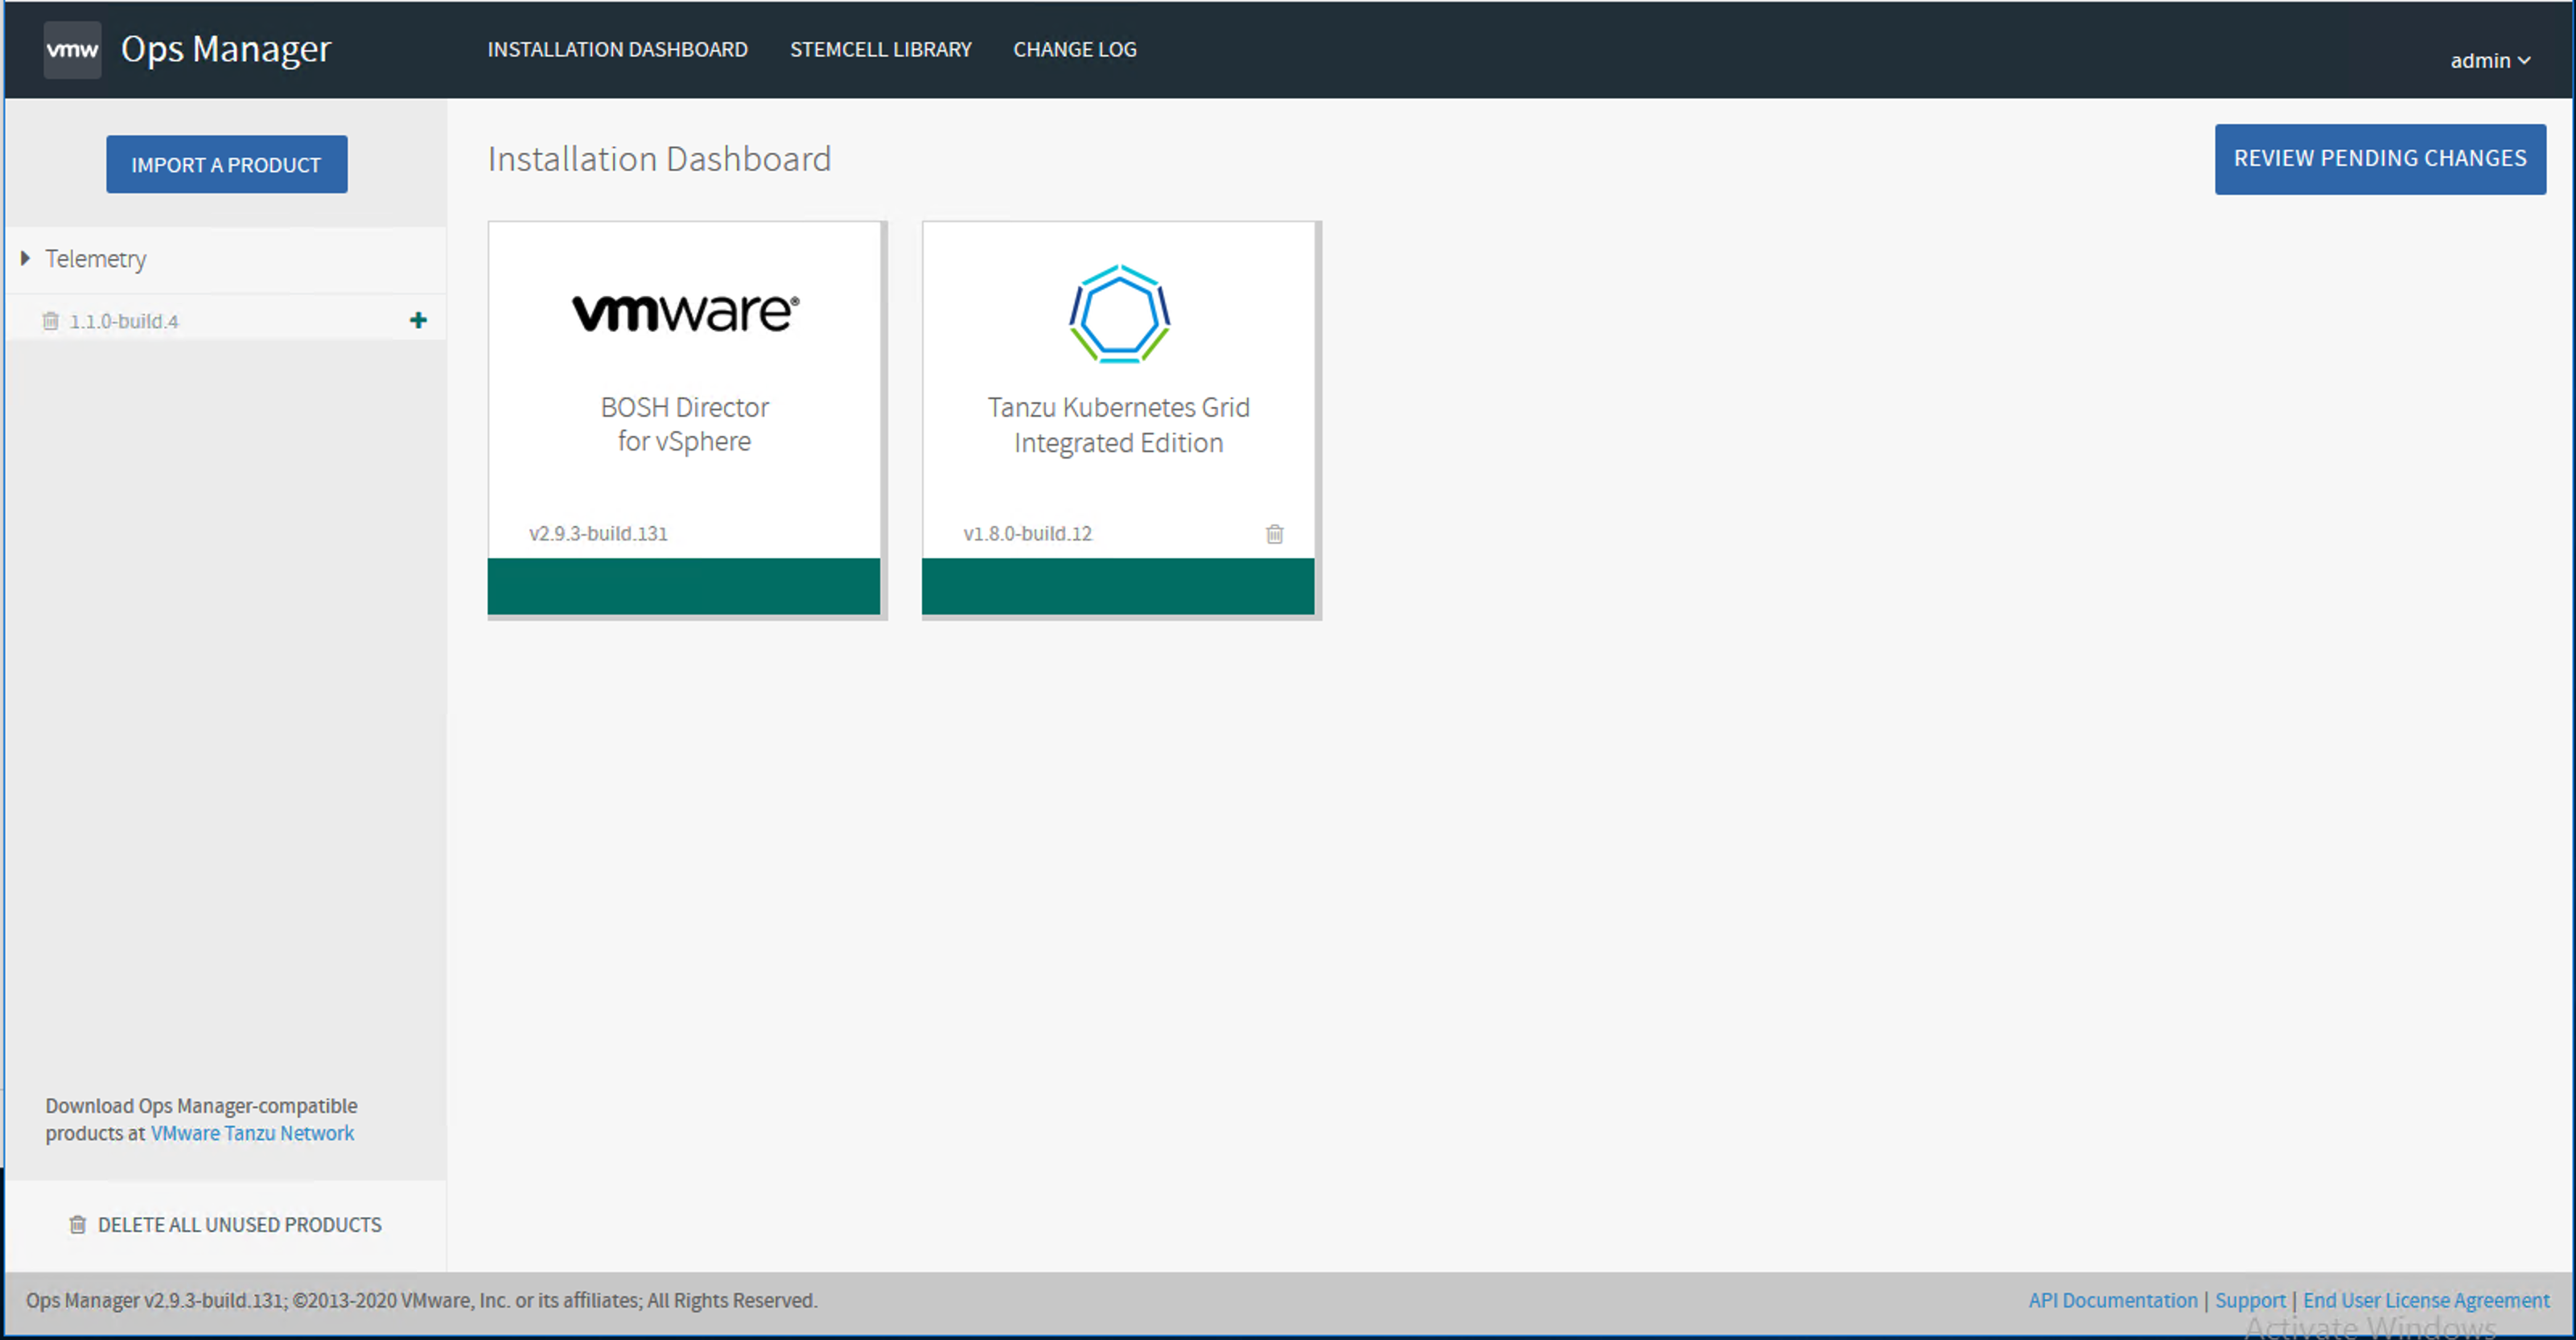 vmw Ops Manager
INSTALLATION DASHBOARD
STEMCELL LIBRARY
CHANGE LOG
admin
IMPORT A PRODUCT
Telemetry
1.1.0-build.4
Download Ops Manager-compatible
products at VMware Tanzu Network
DELETE ALL UNUSED PRODUCTS
Installation Dashboard
REVIEW PENDING CHANGES
vmware®
BOSH Director
for vSphere
v2.9.3-build.131
Tanzu Kubernetes Grid
Integrated Edition
v1.8.0-build.12
Ops Manager v2.9.3-build.131; ©2013-2020 VMware, Inc. or its affiliates; All Rights Reserved.
API Documentation | Support | End User License Agreement
Activate Windows